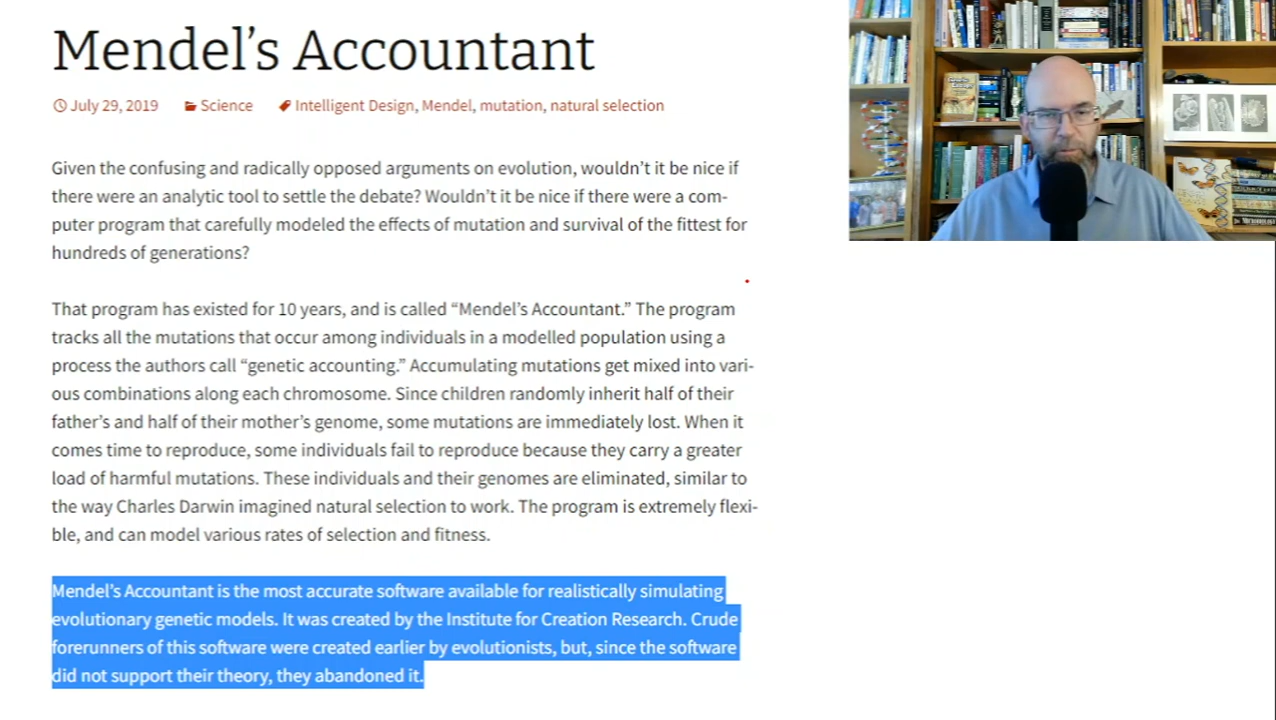 Mendel's Accountant
July 29, 2019 Science Intelligent Design, Mendel, mutation, natural selection
Given the confusing and radically opposed arguments on evolution, wouldn't it be nice if
there were an analytic tool to settle the debate? Wouldn't it be nice if there were a com-
puter program that carefully modeled the effects of mutation and survival of the fittest for
hundreds of generations?
That program has existed for 10 years, and is called “Mendel's Accountant.” The program
tracks all the mutations that occur among individuals in a modelled population using a
process the authors call “genetic accounting.” Accumulating mutations get mixed into vari-
ous combinations along each chromosome. Since children randomly inherit half of their
father's and half of their mother's genome, some mutations are immediately lost. When it
comes time to reproduce, some individuals fail to reproduce because they carry a greater
load of harmful mutations. These individuals and their genomes are eliminated, similar to
the way Charles Darwin imagined natural selection to work. The program is extremely flexi-
ble, and can model various rates of selection and fitness.
Mendel's Accountant is the most accurate software available for realistically simulating
evolutionary genetic models. It was created by the Institute for Creation Research. Crude
forerunners of this software were created earlier by evolutionists, but, since the software
did not support their theory, they abandoned it.